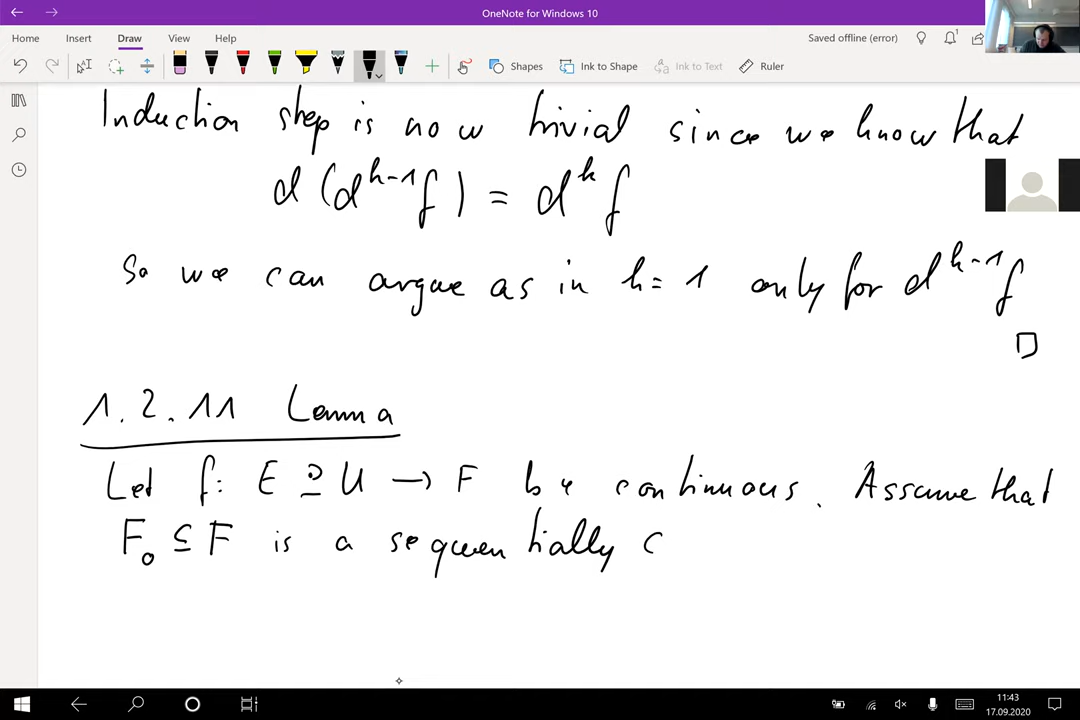 OneNote for Windows 10
Home Insert Draw View Help Saved offline (error)
Shapes Ink to Shape Ink to Text Ruler
Induction step is now trivial since we know that
d(d^{k-1}f) = d^k f
So we can argue as in k=1 only for d^{k-1}f
□
1.2.11 Lemma
Let f: E ⊇ U → F be continuous. Assume that
F₀ ⊆ F is a sequentially c
11:43
17.09.2020